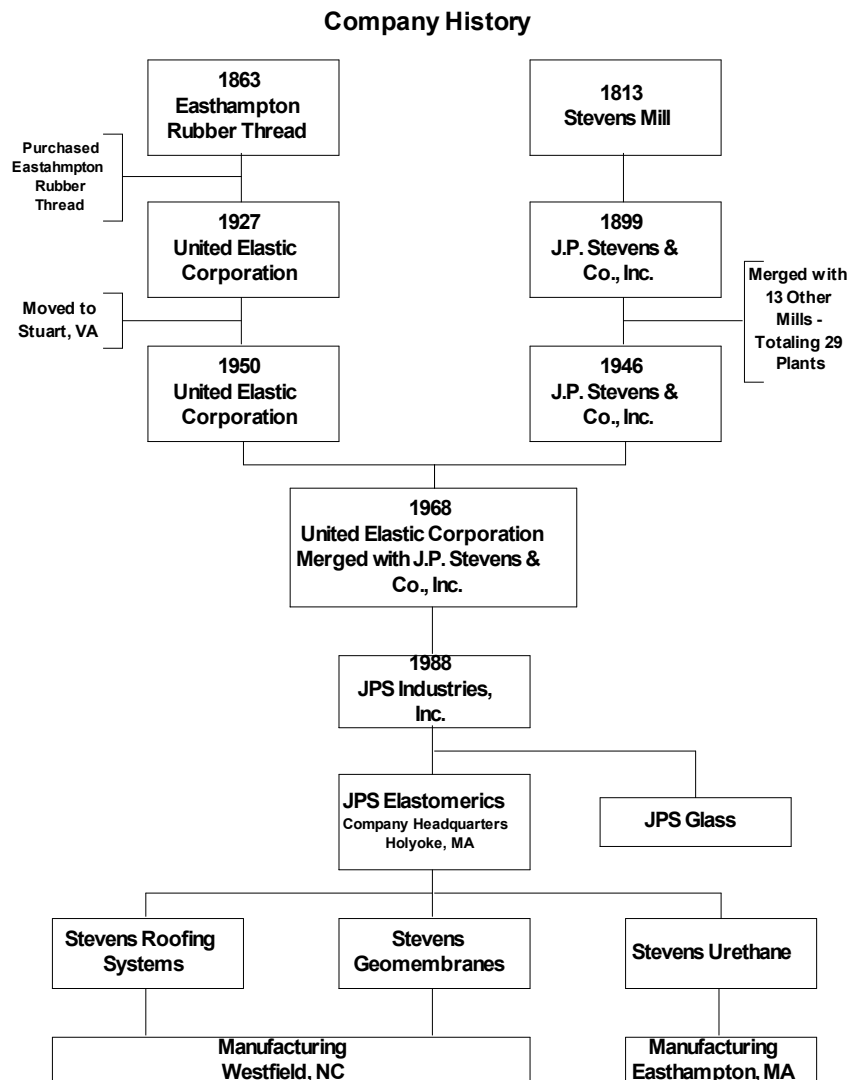 Company History
1863
Easthampton
Rubber Thread
1813
Stevens Mill
Purchased
Eastahmpton
Rubber
Thread
1927
United Elastic
Corporation
1899
J.P. Stevens &
Co., Inc.
Merged with
13 Other
Mills -
Totaling 29
Plants
Moved to
Stuart, VA
1950
United Elastic
Corporation
1946
J.P. Stevens &
Co., Inc.
1968
United Elastic Corporation
Merged with J.P. Stevens &
Co., Inc.
1988
JPS Industries,
Inc.
JPS Elastomerics
Company Headquarters
Holyoke, MA
JPS Glass
Stevens Roofing
Systems
Stevens
Geomembranes
Stevens Urethane
Manufacturing
Westfield, NC
Manufacturing
Easthampton, MA